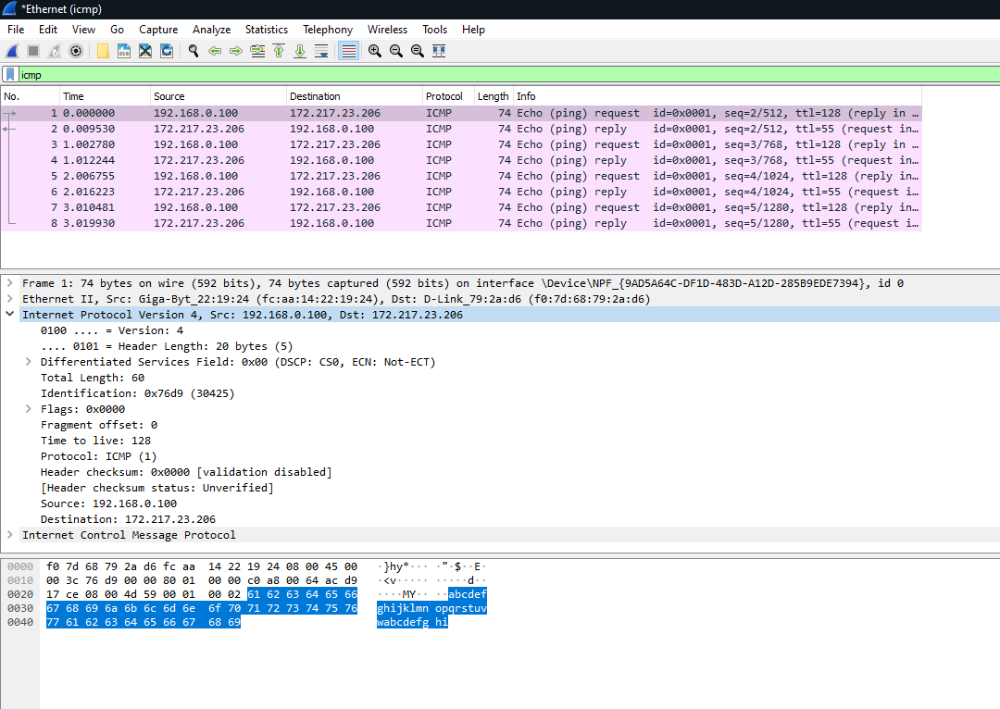 *Ethernet (icmp)
File Edit View Go Capture Analyze Statistics Telephony Wireless Tools Help
icmp
No. Time Source Destination Protocol Length Info
1 0.000000 192.168.0.100 172.217.23.206 ICMP 74 Echo (ping) request id=0x0001, seq=2/512, ttl=128 (reply in …
2 0.009530 172.217.23.206 192.168.0.100 ICMP 74 Echo (ping) reply id=0x0001, seq=2/512, ttl=55 (request in…
3 1.002780 192.168.0.100 172.217.23.206 ICMP 74 Echo (ping) request id=0x0001, seq=3/768, ttl=128 (reply in …
4 1.012244 172.217.23.206 192.168.0.100 ICMP 74 Echo (ping) reply id=0x0001, seq=3/768, ttl=55 (request in…
5 2.006755 192.168.0.100 172.217.23.206 ICMP 74 Echo (ping) request id=0x0001, seq=4/1024, ttl=128 (reply in…
6 2.016223 172.217.23.206 192.168.0.100 ICMP 74 Echo (ping) reply id=0x0001, seq=4/1024, ttl=55 (request i…
7 3.010481 192.168.0.100 172.217.23.206 ICMP 74 Echo (ping) request id=0x0001, seq=5/1280, ttl=128 (reply in…
8 3.019930 172.217.23.206 192.168.0.100 ICMP 74 Echo (ping) reply id=0x0001, seq=5/1280, ttl=55 (request i…
Frame 1: 74 bytes on wire (592 bits), 74 bytes captured (592 bits) on interface \Device\NPF_{9AD5A64C-DF1D-483D-A12D-285B9EDE7394}, id 0
Ethernet II, Src: Giga-Byt_22:19:24 (fc:aa:14:22:19:24), Dst: D-Link_79:2a:d6 (f0:7d:68:79:2a:d6)
Internet Protocol Version 4, Src: 192.168.0.100, Dst: 172.217.23.206
0100 .... = Version: 4
.... 0101 = Header Length: 20 bytes (5)
Differentiated Services Field: 0x00 (DSCP: CS0, ECN: Not-ECT)
Total Length: 60
Identification: 0x76d9 (30425)
Flags: 0x0000
Fragment offset: 0
Time to live: 128
Protocol: ICMP (1)
Header checksum: 0x0000 [validation disabled]
[Header checksum status: Unverified]
Source: 192.168.0.100
Destination: 172.217.23.206
Internet Control Message Protocol
0000 f0 7d 68 79 2a d6 fc aa 14 22 19 24 08 00 45 00 ·}hy*··· ·"·$··E·
0010 00 3c 76 d9 00 00 80 01 00 00 c0 a8 00 64 ac d9 ·<v····· ·····d··
0020 17 ce 08 00 4d 59 00 01 00 02 61 62 63 64 65 66 ····MY·· ··abcdef
0030 67 68 69 6a 6b 6c 6d 6e 6f 70 71 72 73 74 75 76 ghijklmn opqrstuv
0040 77 61 62 63 64 65 66 67 68 69 wabcdefg hi